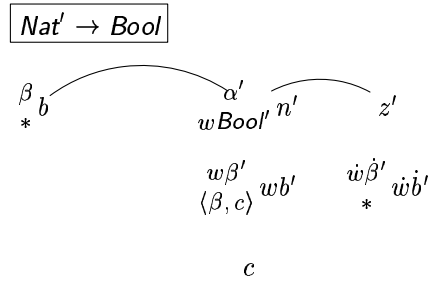 Nat′ → Bool
β b α′ n′ z′
* wBool′
wβ′ wb′ ẇβ̇′ ẇḃ′
⟨β, c⟩ *
c